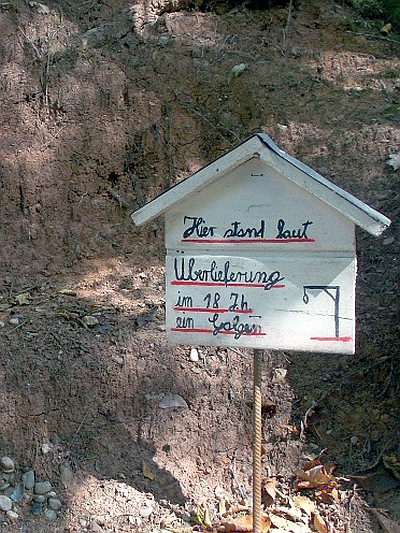 Hier stand laut
Überlieferung
im 18 Jh.
ein Galgen